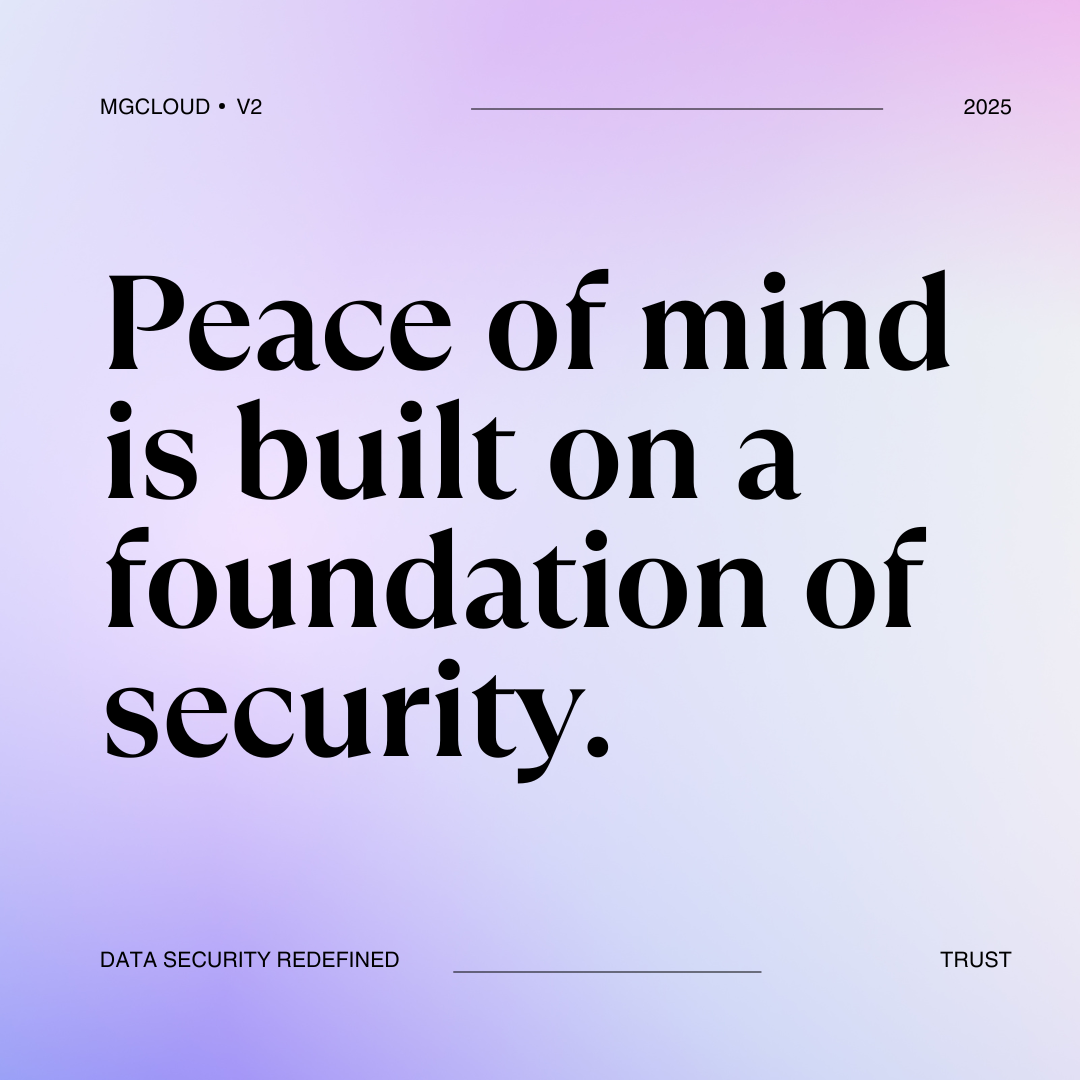 MGCLOUD • V2
2025
Peace of mind
is built on a
foundation of
security.
DATA SECURITY REDEFINED
TRUST